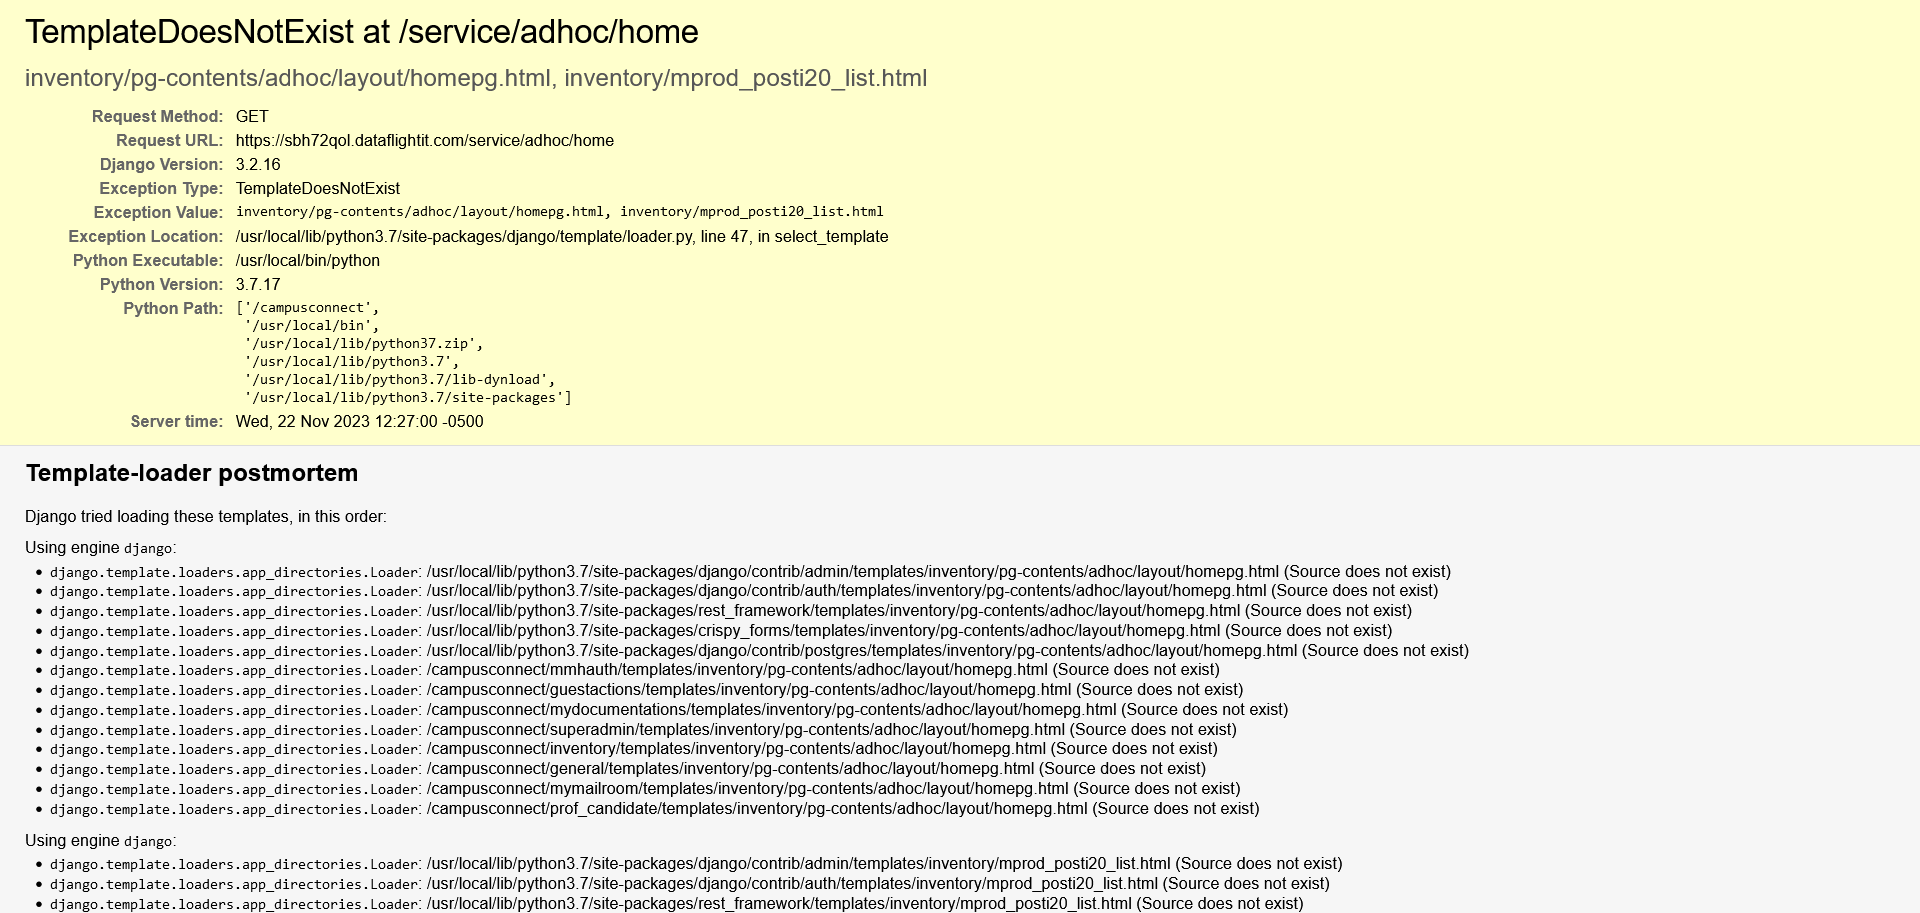 TemplateDoesNotExist at /service/adhoc/home
inventory/pg-contents/adhoc/layout/homepg.html, inventory/mprod_posti20_list.html
Request Method: GET
Request URL: https://sbh72qol.dataflightit.com/service/adhoc/home
Django Version: 3.2.16
Exception Type: TemplateDoesNotExist
Exception Value: inventory/pg-contents/adhoc/layout/homepg.html, inventory/mprod_posti20_list.html
Exception Location: /usr/local/lib/python3.7/site-packages/django/template/loader.py, line 47, in select_template
Python Executable: /usr/local/bin/python
Python Version: 3.7.17
Python Path: ['/campusconnect',
'/usr/local/bin',
'/usr/local/lib/python37.zip',
'/usr/local/lib/python3.7',
'/usr/local/lib/python3.7/lib-dynload',
'/usr/local/lib/python3.7/site-packages']
Server time: Wed, 22 Nov 2023 12:27:00 -0500
Template-loader postmortem
Django tried loading these templates, in this order:
Using engine django:
• django.template.loaders.app_directories.Loader: /usr/local/lib/python3.7/site-packages/django/contrib/admin/templates/inventory/pg-contents/adhoc/layout/homepg.html (Source does not exist)
• django.template.loaders.app_directories.Loader: /usr/local/lib/python3.7/site-packages/django/contrib/auth/templates/inventory/pg-contents/adhoc/layout/homepg.html (Source does not exist)
• django.template.loaders.app_directories.Loader: /usr/local/lib/python3.7/site-packages/rest_framework/templates/inventory/pg-contents/adhoc/layout/homepg.html (Source does not exist)
• django.template.loaders.app_directories.Loader: /usr/local/lib/python3.7/site-packages/crispy_forms/templates/inventory/pg-contents/adhoc/layout/homepg.html (Source does not exist)
• django.template.loaders.app_directories.Loader: /usr/local/lib/python3.7/site-packages/django/contrib/postgres/templates/inventory/pg-contents/adhoc/layout/homepg.html (Source does not exist)
• django.template.loaders.app_directories.Loader: /campusconnect/mmhauth/templates/inventory/pg-contents/adhoc/layout/homepg.html (Source does not exist)
• django.template.loaders.app_directories.Loader: /campusconnect/guestactions/templates/inventory/pg-contents/adhoc/layout/homepg.html (Source does not exist)
• django.template.loaders.app_directories.Loader: /campusconnect/mydocumentations/templates/inventory/pg-contents/adhoc/layout/homepg.html (Source does not exist)
• django.template.loaders.app_directories.Loader: /campusconnect/superadmin/templates/inventory/pg-contents/adhoc/layout/homepg.html (Source does not exist)
• django.template.loaders.app_directories.Loader: /campusconnect/inventory/templates/inventory/pg-contents/adhoc/layout/homepg.html (Source does not exist)
• django.template.loaders.app_directories.Loader: /campusconnect/general/templates/inventory/pg-contents/adhoc/layout/homepg.html (Source does not exist)
• django.template.loaders.app_directories.Loader: /campusconnect/mymailroom/templates/inventory/pg-contents/adhoc/layout/homepg.html (Source does not exist)
• django.template.loaders.app_directories.Loader: /campusconnect/prof_candidate/templates/inventory/pg-contents/adhoc/layout/homepg.html (Source does not exist)
Using engine django:
• django.template.loaders.app_directories.Loader: /usr/local/lib/python3.7/site-packages/django/contrib/admin/templates/inventory/mprod_posti20_list.html (Source does not exist)
• django.template.loaders.app_directories.Loader: /usr/local/lib/python3.7/site-packages/django/contrib/auth/templates/inventory/mprod_posti20_list.html (Source does not exist)
• django.template.loaders.app_directories.Loader: /usr/local/lib/python3.7/site-packages/rest_framework/templates/inventory/mprod_posti20_list.html (Source does not exist)